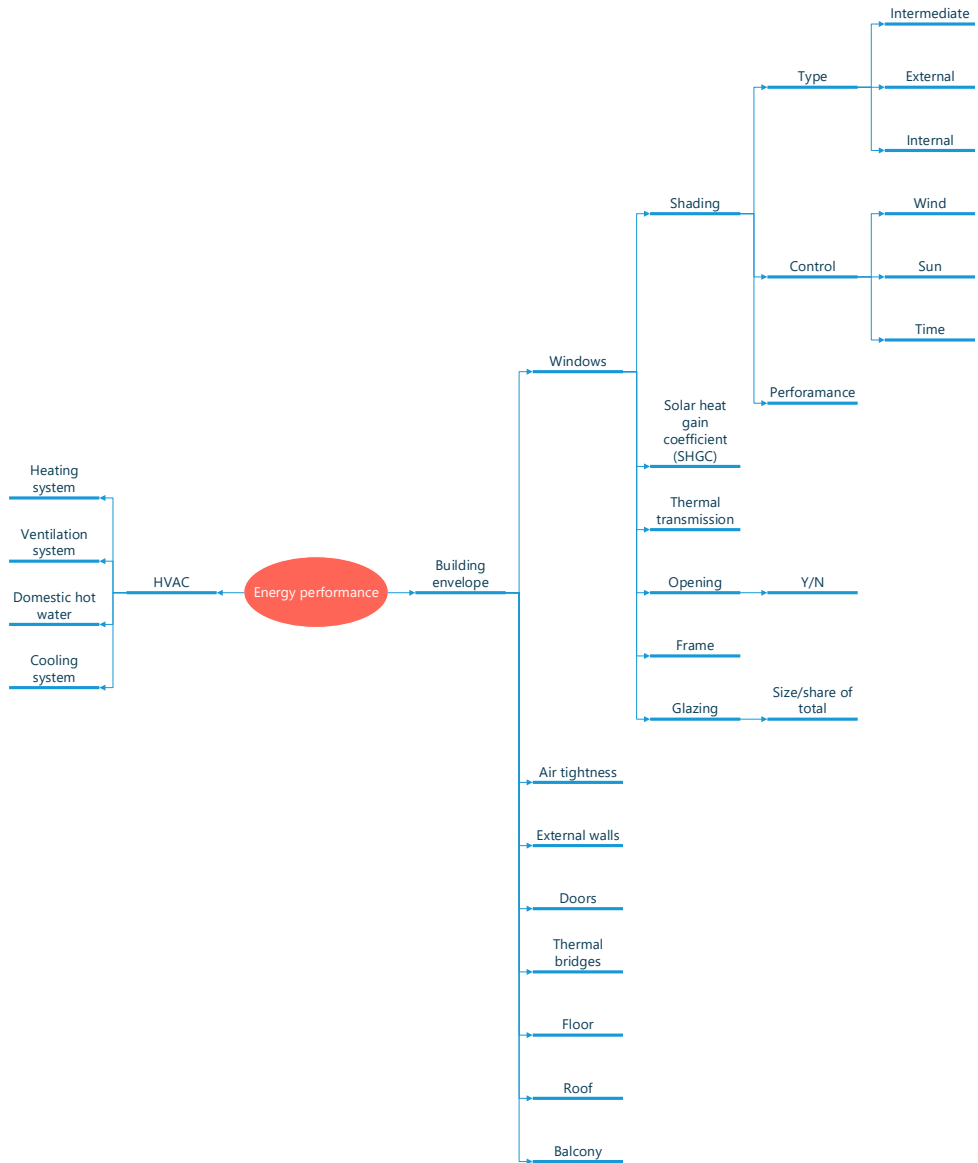 Intermediate
Type
External
Internal
Shading
Wind
Control
Sun
Time
Windows
Perforamance
Solar heat
gain
coefficient
(SHGC)
Heating
system
Thermal
transmission
Ventilation
system
Building
envelope
HVAC
Energy performance
Opening
Y/N
Domestic hot
water
Frame
Cooling
system
Glazing
Size/share of
total
Air tightness
External walls
Doors
Thermal
bridges
Floor
Roof
Balcony